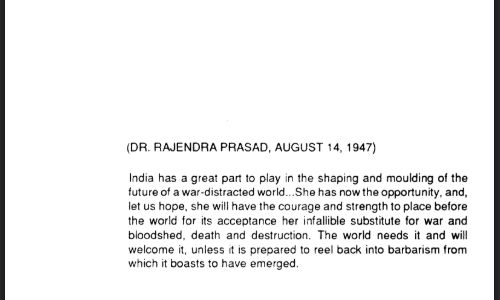 (DR. RAJENDRA PRASAD, AUGUST 14, 1947)
India has a great part to play in the shaping and moulding of the
future of a war-distracted world...She has now the opportunity, and,
let us hope, she will have the courage and strength to place before
the world for its acceptance her infallible substitute for war and
bloodshed, death and destruction. The world needs it and will
welcome it, unless it is prepared to reel back into barbarism from
which it boasts to have emerged.